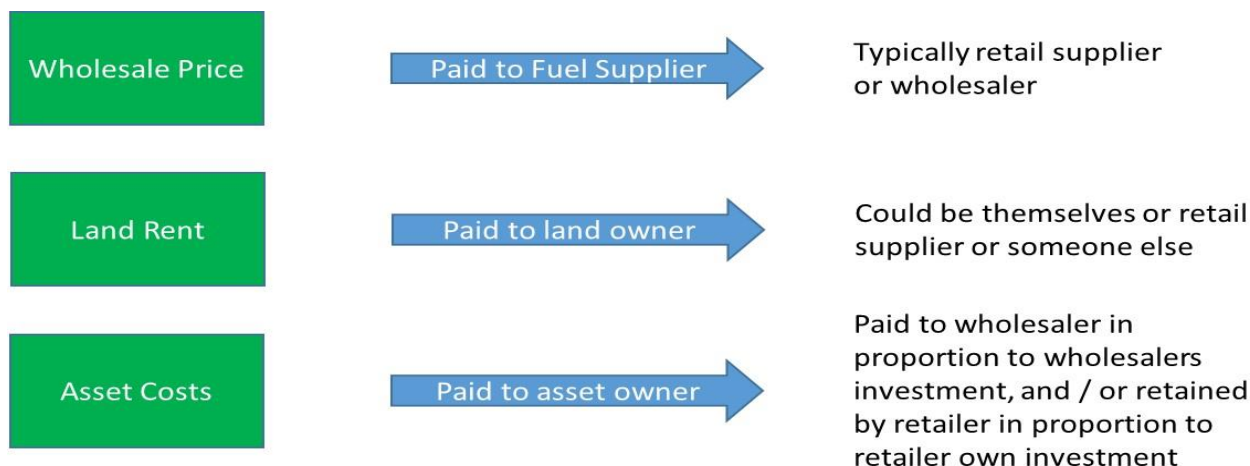 Wholesale Price
Paid to Fuel Supplier
Typically retail supplier
or wholesaler
Land Rent
Paid to land owner
Could be themselves or retail
supplier or someone else
Asset Costs
Paid to asset owner
Paid to wholesaler in
proportion to wholesalers
investment, and / or retained
by retailer in proportion to
retailer own investment